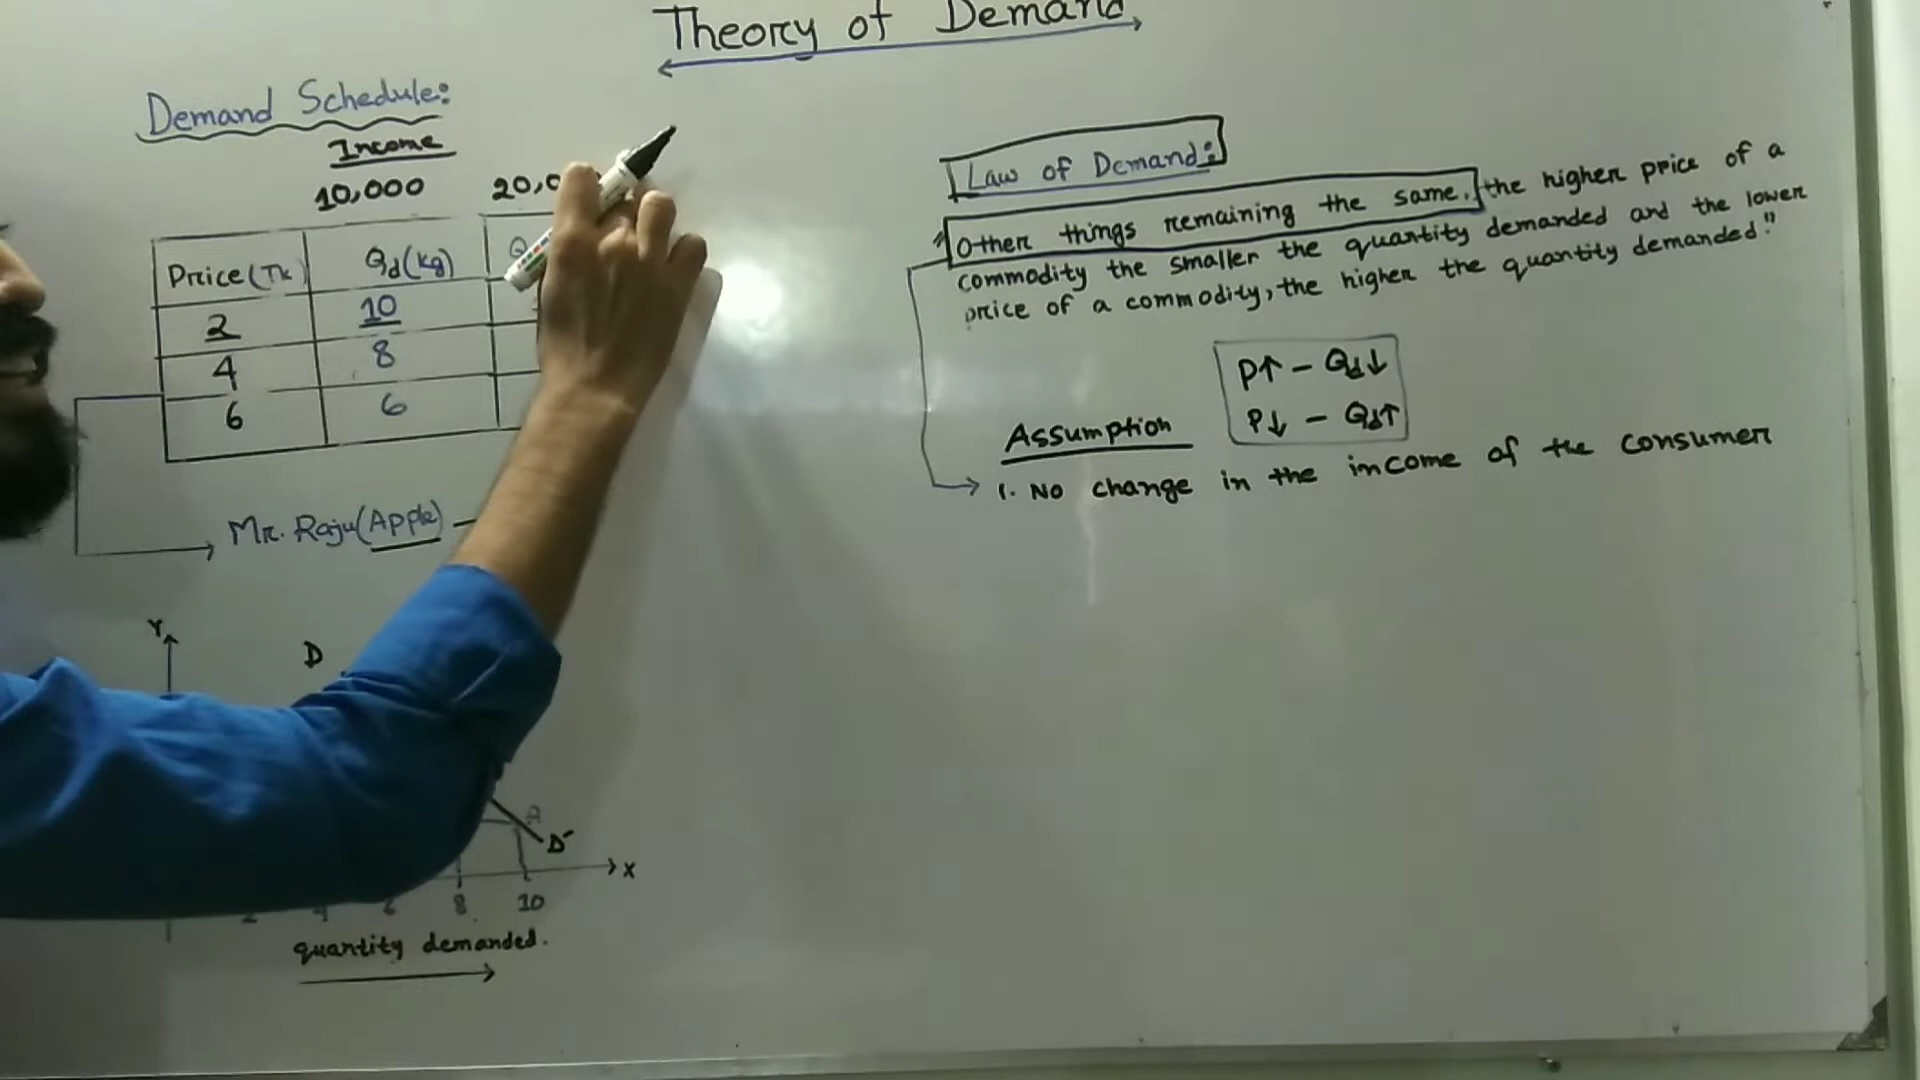 Theory of Demand
Demand Schedule:
Income
10,000
Price (Tk) Qd (kg) Q
2 10
4 8
6 6
Mr. Raju (Apple) –
Y
D
A
D'
X
8 10
quantity demanded.
Law of Demand:
"Other things remaining the same, the higher price of a
commodity the smaller the quantity demanded and the lower
price of a commodity, the higher the quantity demanded."
P↑ – Qd↓
P↓ – Qd↑
Assumption
1. No change in the income of the consumer